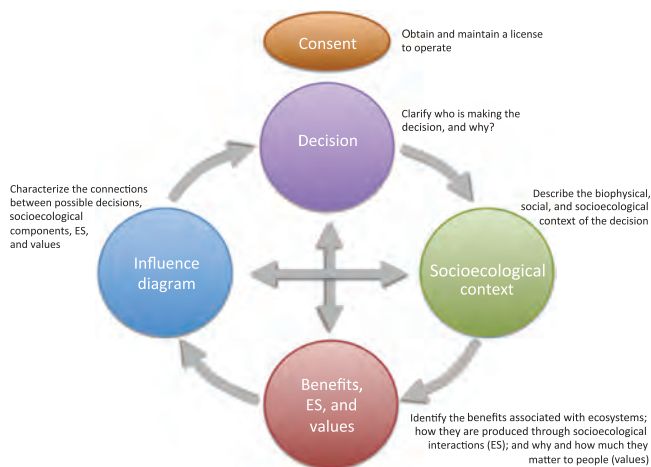 Consent
Obtain and maintain a license
to operate
Decision
Clarify who is making the
decision, and why?
Characterize the connections
between possible decisions,
socioecological
components, ES,
and values
Describe the biophysical,
social, and socioecological
context of the decision
Influence
diagram
Socioecological
context
Benefits,
ES, and
values
Identify the benefits associated with ecosystems;
how they are produced through socioecological
interactions (ES); and why and how much they
matter to people (values)